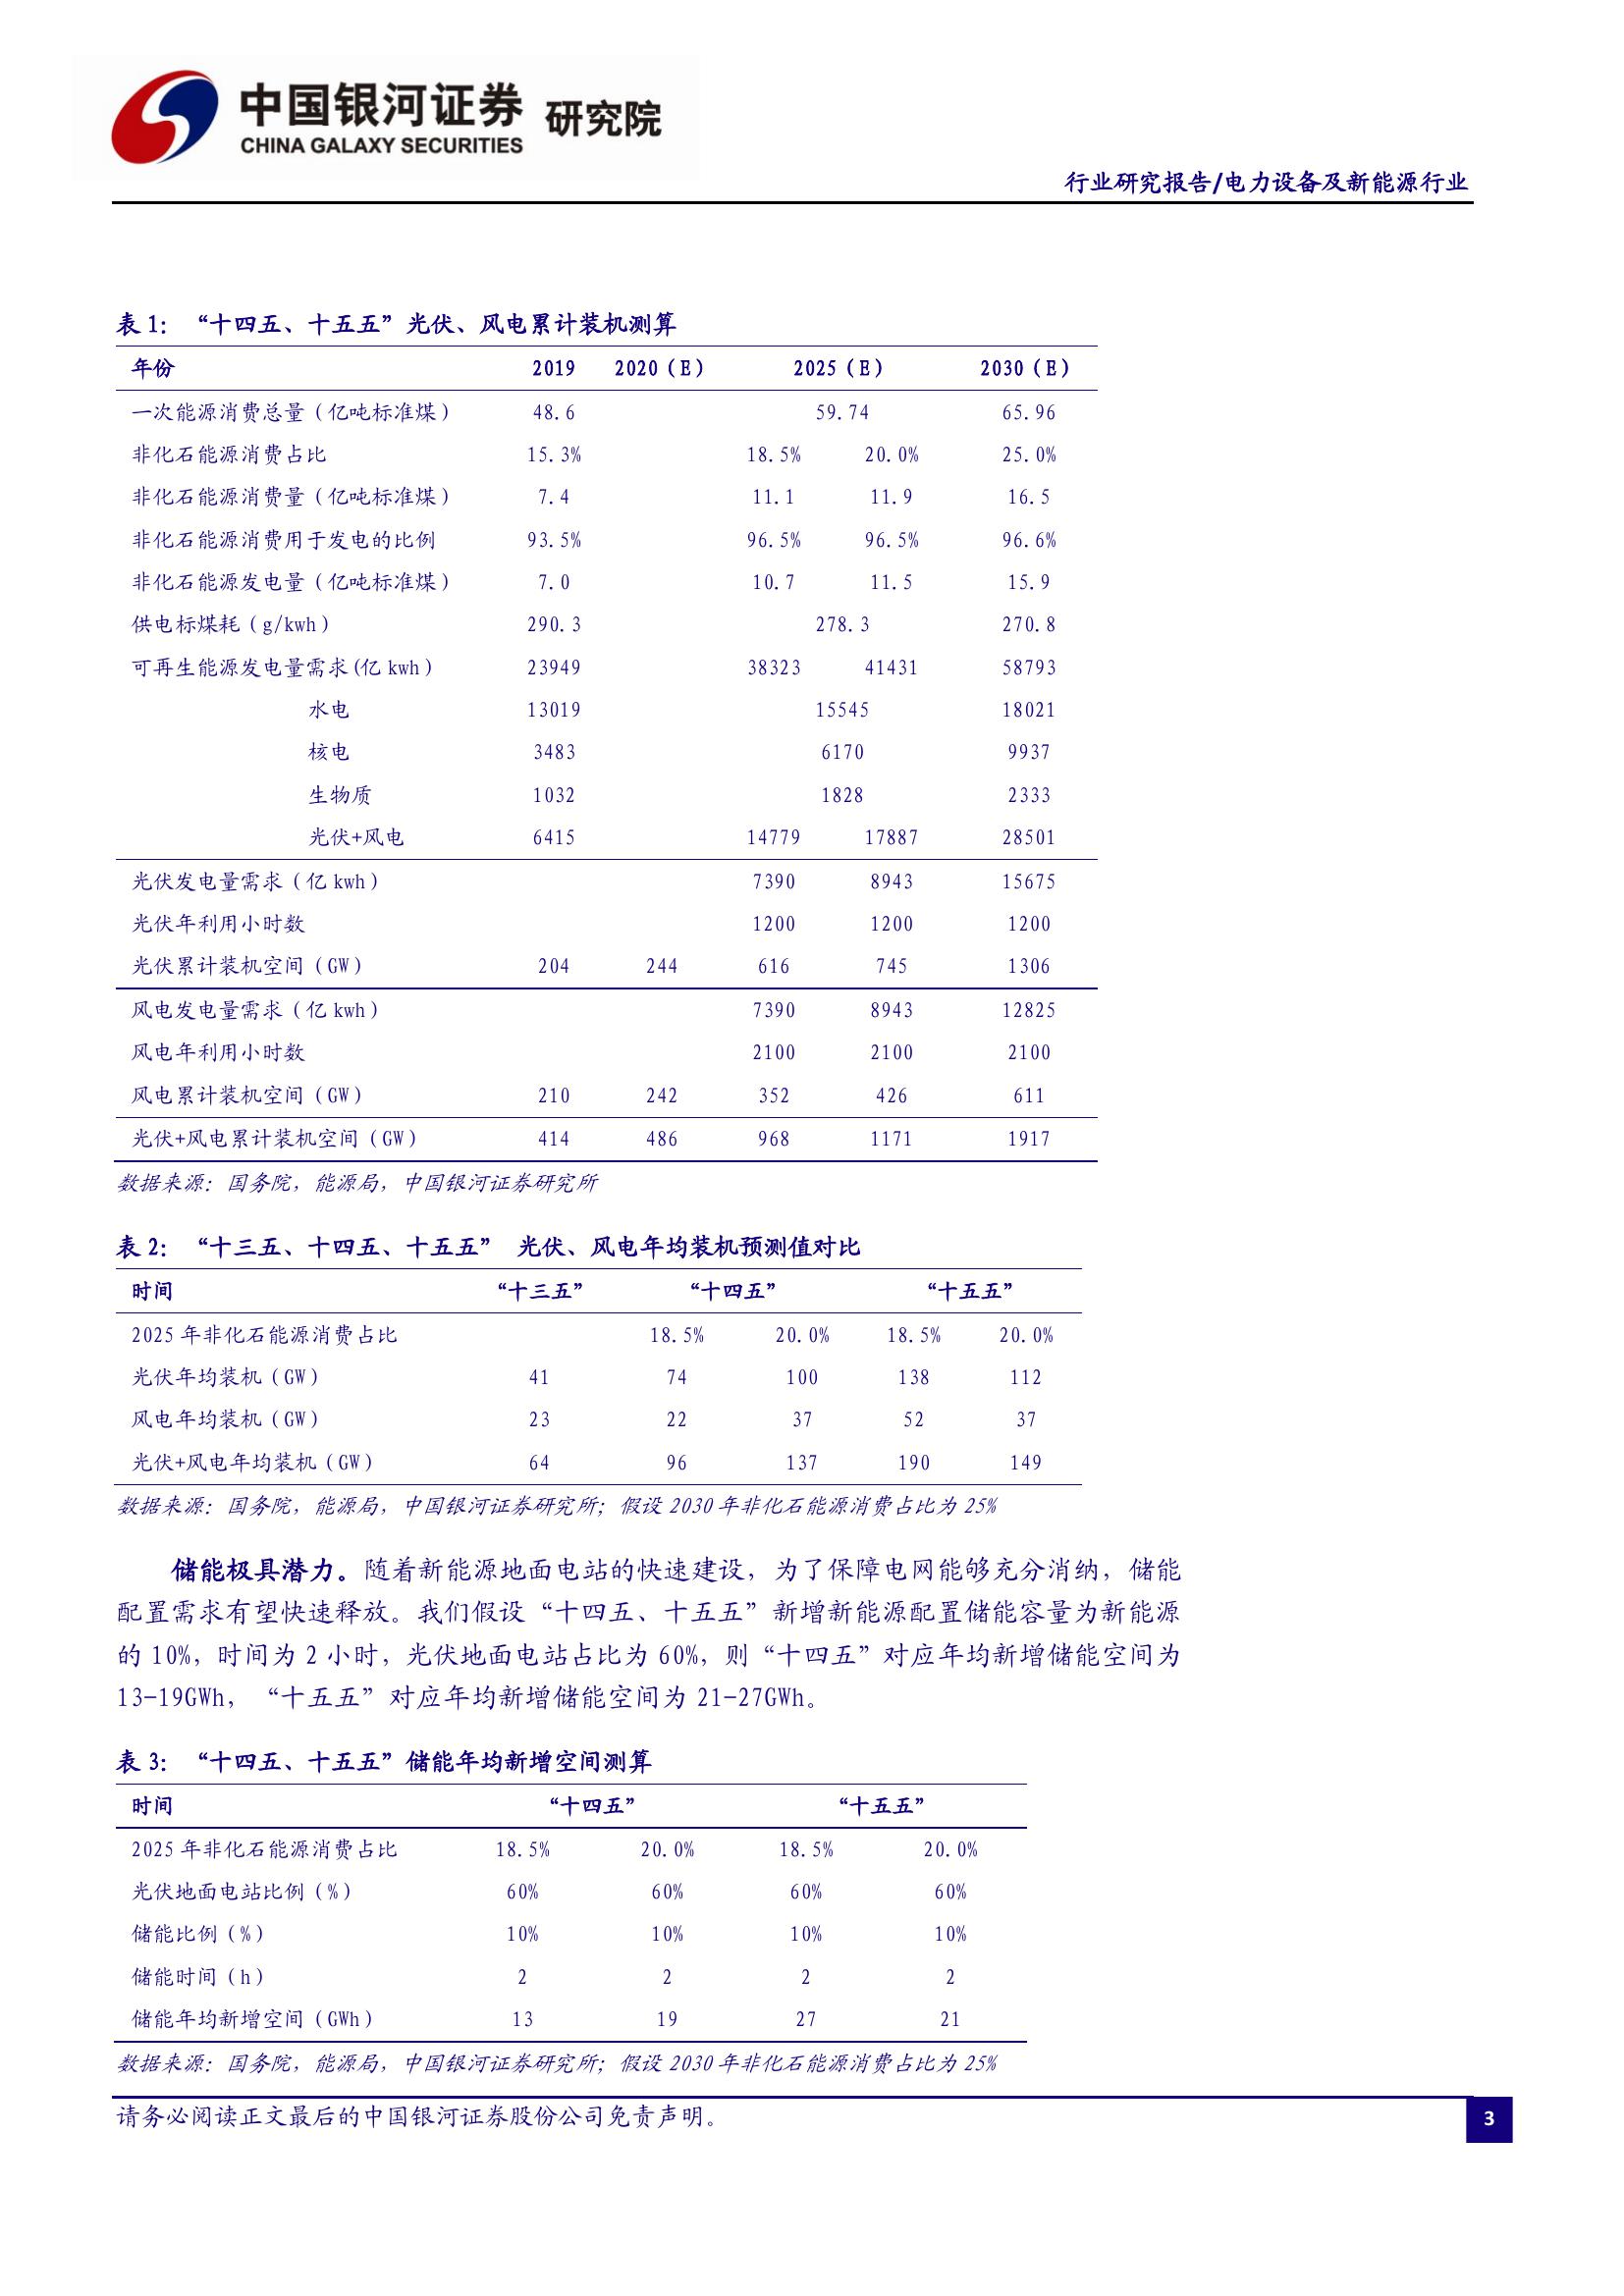 中国银河证券 研究院
CHINA GALAXY SECURITIES
行业研究报告/电力设备及新能源行业
表 1： “十四五、十五五”光伏、风电累计装机测算
年份 2019 2020（E） 2025（E） 2030（E）
一次能源消费总量（亿吨标准煤） 48.6 59.74 65.96
非化石能源消费占比 15.3% 18.5% 20.0% 25.0%
非化石能源消费量（亿吨标准煤） 7.4 11.1 11.9 16.5
非化石能源消费用于发电的比例 93.5% 96.5% 96.5% 96.6%
非化石能源发电量（亿吨标准煤） 7.0 10.7 11.5 15.9
供电标煤耗（g/kwh） 290.3 278.3 270.8
可再生能源发电量需求(亿 kwh） 23949 38323 41431 58793
水电 13019 15545 18021
核电 3483 6170 9937
生物质 1032 1828 2333
光伏+风电 6415 14779 17887 28501
光伏发电量需求（亿 kwh） 7390 8943 15675
光伏年利用小时数 1200 1200 1200
光伏累计装机空间（GW） 204 244 616 745 1306
风电发电量需求（亿 kwh） 7390 8943 12825
风电年利用小时数 2100 2100 2100
风电累计装机空间（GW） 210 242 352 426 611
光伏+风电累计装机空间（GW） 414 486 968 1171 1917
数据来源：国务院，能源局，中国银河证券研究所
表 2： “十三五、十四五、十五五” 光伏、风电年均装机预测值对比
时间 “十三五” “十四五” “十五五”
2025 年非化石能源消费占比 18.5% 20.0% 18.5% 20.0%
光伏年均装机（GW） 41 74 100 138 112
风电年均装机（GW） 23 22 37 52 37
光伏+风电年均装机（GW） 64 96 137 190 149
数据来源：国务院，能源局，中国银河证券研究所；假设 2030 年非化石能源消费占比为 25%
储能极具潜力。随着新能源地面电站的快速建设，为了保障电网能够充分消纳，储能
配置需求有望快速释放。我们假设“十四五、十五五”新增新能源配置储能容量为新能源
的 10%，时间为 2 小时，光伏地面电站占比为 60%，则“十四五”对应年均新增储能空间为
13-19GWh， “十五五”对应年均新增储能空间为 21-27GWh。
表 3： “十四五、十五五”储能年均新增空间测算
时间 “十四五” “十五五”
2025 年非化石能源消费占比 18.5% 20.0% 18.5% 20.0%
光伏地面电站比例（%） 60% 60% 60% 60%
储能比例（%） 10% 10% 10% 10%
储能时间（h） 2 2 2 2
储能年均新增空间（GWh） 13 19 27 21
数据来源：国务院，能源局，中国银河证券研究所；假设 2030 年非化石能源消费占比为 25%
请务必阅读正文最后的中国银河证券股份公司免责声明。
3